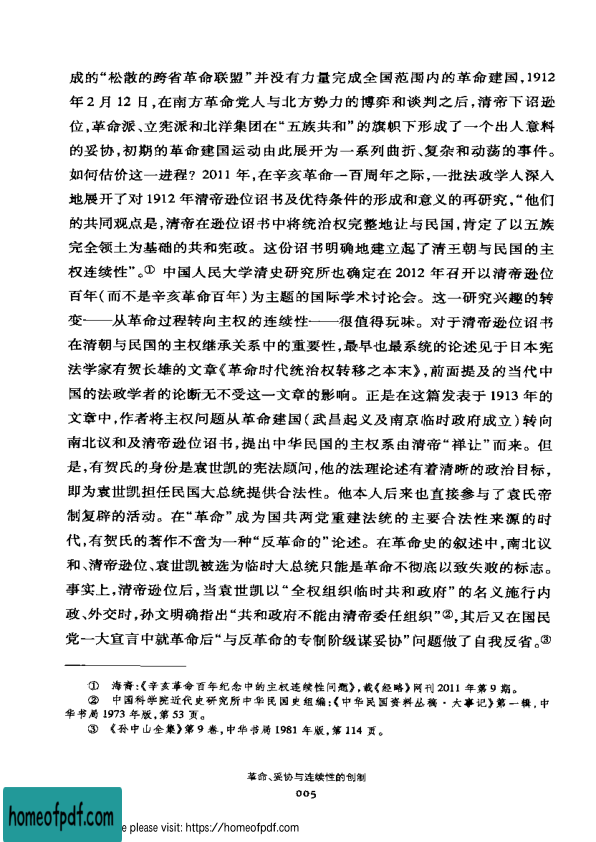 成的“松散的跨省革命联盟”并没有力量完成全国范围内的革命建国,1912
年2月12日,在南方革命党人与北方势力的博弈和谈判之后,清帝下诏逊
位,革命派、立宪派和北洋集团在“五族共和”的旗帜下形成了一个出人意料
的妥协,初期的革命建国运动由此展开为一系列曲折、复杂和动荡的事件。
如何估价这一进程?2011年,在辛亥革命一百周年之际,一批法政学人深入
地展开了对1912年清帝逊位诏书及优待条件的形成和意义的再研究,“他们
的共同观点是,清帝在逊位诏书中将统治权完整地让与民国,肯定了以五族
完全领土为基础的共和宪政。这份诏书明确地建立起了清王朝与民国的主
权连续性”。① 中国人民大学清史研究所也确定在2012年召开以清帝逊位
百年(而不是辛亥革命百年)为主题的国际学术讨论会。这一研究兴趣的转
变——从革命过程转向主权的连续性——很值得玩味。对于清帝逊位诏书
在清朝与民国的主权继承关系中的重要性,最早也最系统的论述见于日本宪
法学家有贺长雄的文章《革命时代统治权转移之本末》,前面提及的当代中
国的法政学者的论断无不受这一文章的影响。正是在这篇发表于1913年的
文章中,作者将主权问题从革命建国(武昌起义及南京临时政府成立)转向
南北议和及清帝逊位诏书,提出中华民国的主权系由清帝“禅让”而来。但
是,有贺氏的身份是袁世凯的宪法顾问,他的法理论述有着清晰的政治目标,
即为袁世凯担任民国大总统提供合法性。他本人后来也直接参与了袁氏帝
制复辟的活动。在“革命”成为国共两党重建法统的主要合法性来源的时
代,有贺氏的著作不啻为一种“反革命的”论述。在革命史的叙述中,南北议
和、清帝逊位、袁世凯被选为临时大总统只能是革命不彻底以致失败的标志。
事实上,清帝逊位后,当袁世凯以“全权组织临时共和政府”的名义施行内
政、外交时,孙文明确指出“共和政府不能由清帝委任组织”②,其后又在国民
党一大宣言中就革命后“与反革命的专制阶级谋妥协”问题做了自我反省。③
① 海青:《辛亥革命百年纪念中的主权连续性问题》,载《经略》网刊2011年第9期。
② 中国科学院近代史研究所中华民国史组编:《中华民国资料丛稿·大事记》第一辑,中
华书局1973年版,第53页。
③ 《孙中山全集》第9卷,中华书局1981年版,第114页。
革命、妥协与连续性的创制
005
homeofpdf.com
e please visit: https://homeofpdf.com